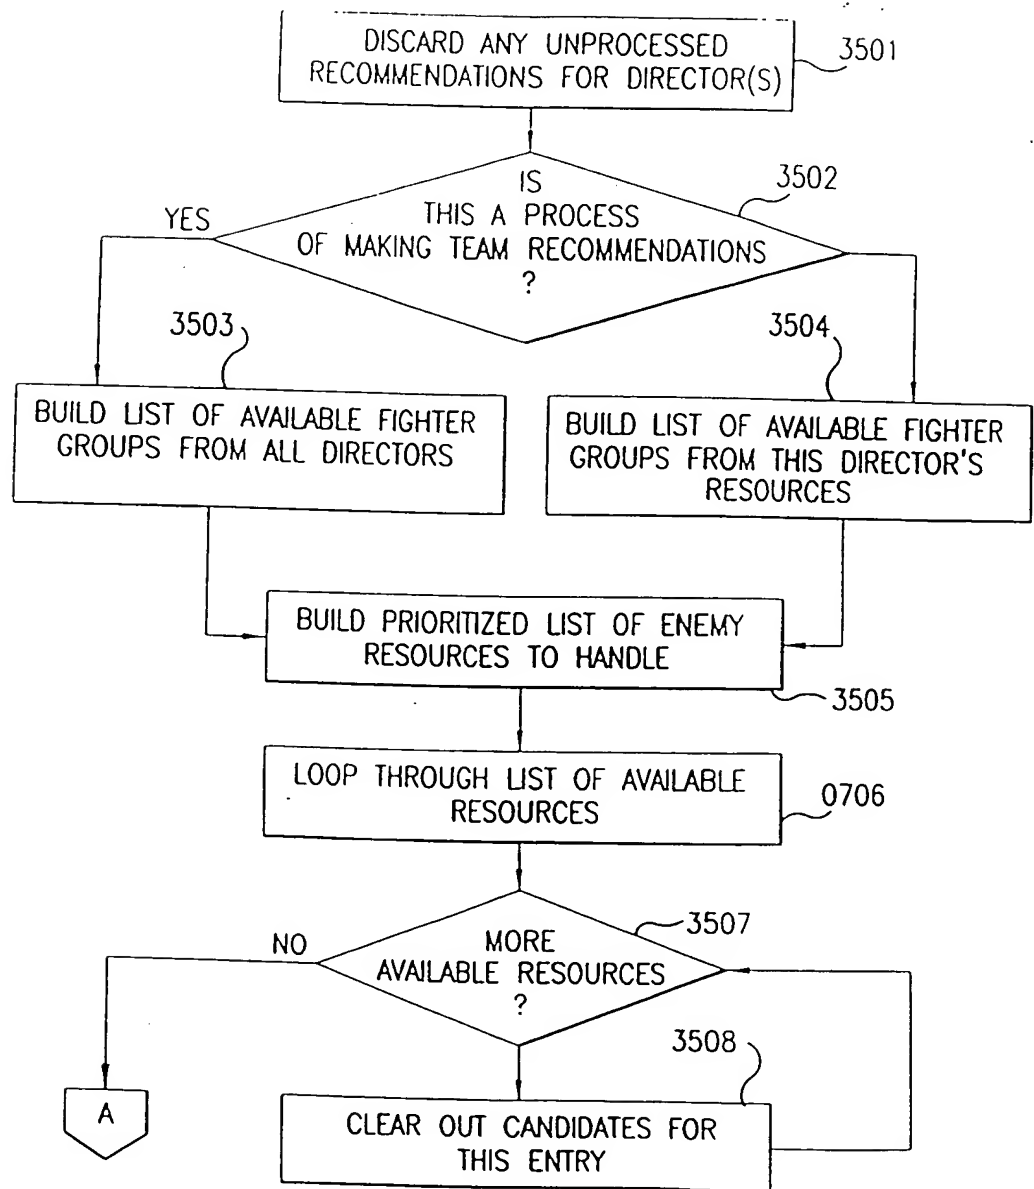 DISCARD ANY UNPROCESSED
RECOMMENDATIONS FOR DIRECTOR(S)
3501
IS
THIS A PROCESS
OF MAKING TEAM RECOMMENDATIONS
?
3502
YES
3503
3504
BUILD LIST OF AVAILABLE FIGHTER
GROUPS FROM ALL DIRECTORS
BUILD LIST OF AVAILABLE FIGHTER
GROUPS FROM THIS DIRECTOR'S
RESOURCES
BUILD PRIORITIZED LIST OF ENEMY
RESOURCES TO HANDLE
3505
LOOP THROUGH LIST OF AVAILABLE
RESOURCES
0706
3507
NO
MORE
AVAILABLE RESOURCES
?
3508
A
CLEAR OUT CANDIDATES FOR
THIS ENTRY